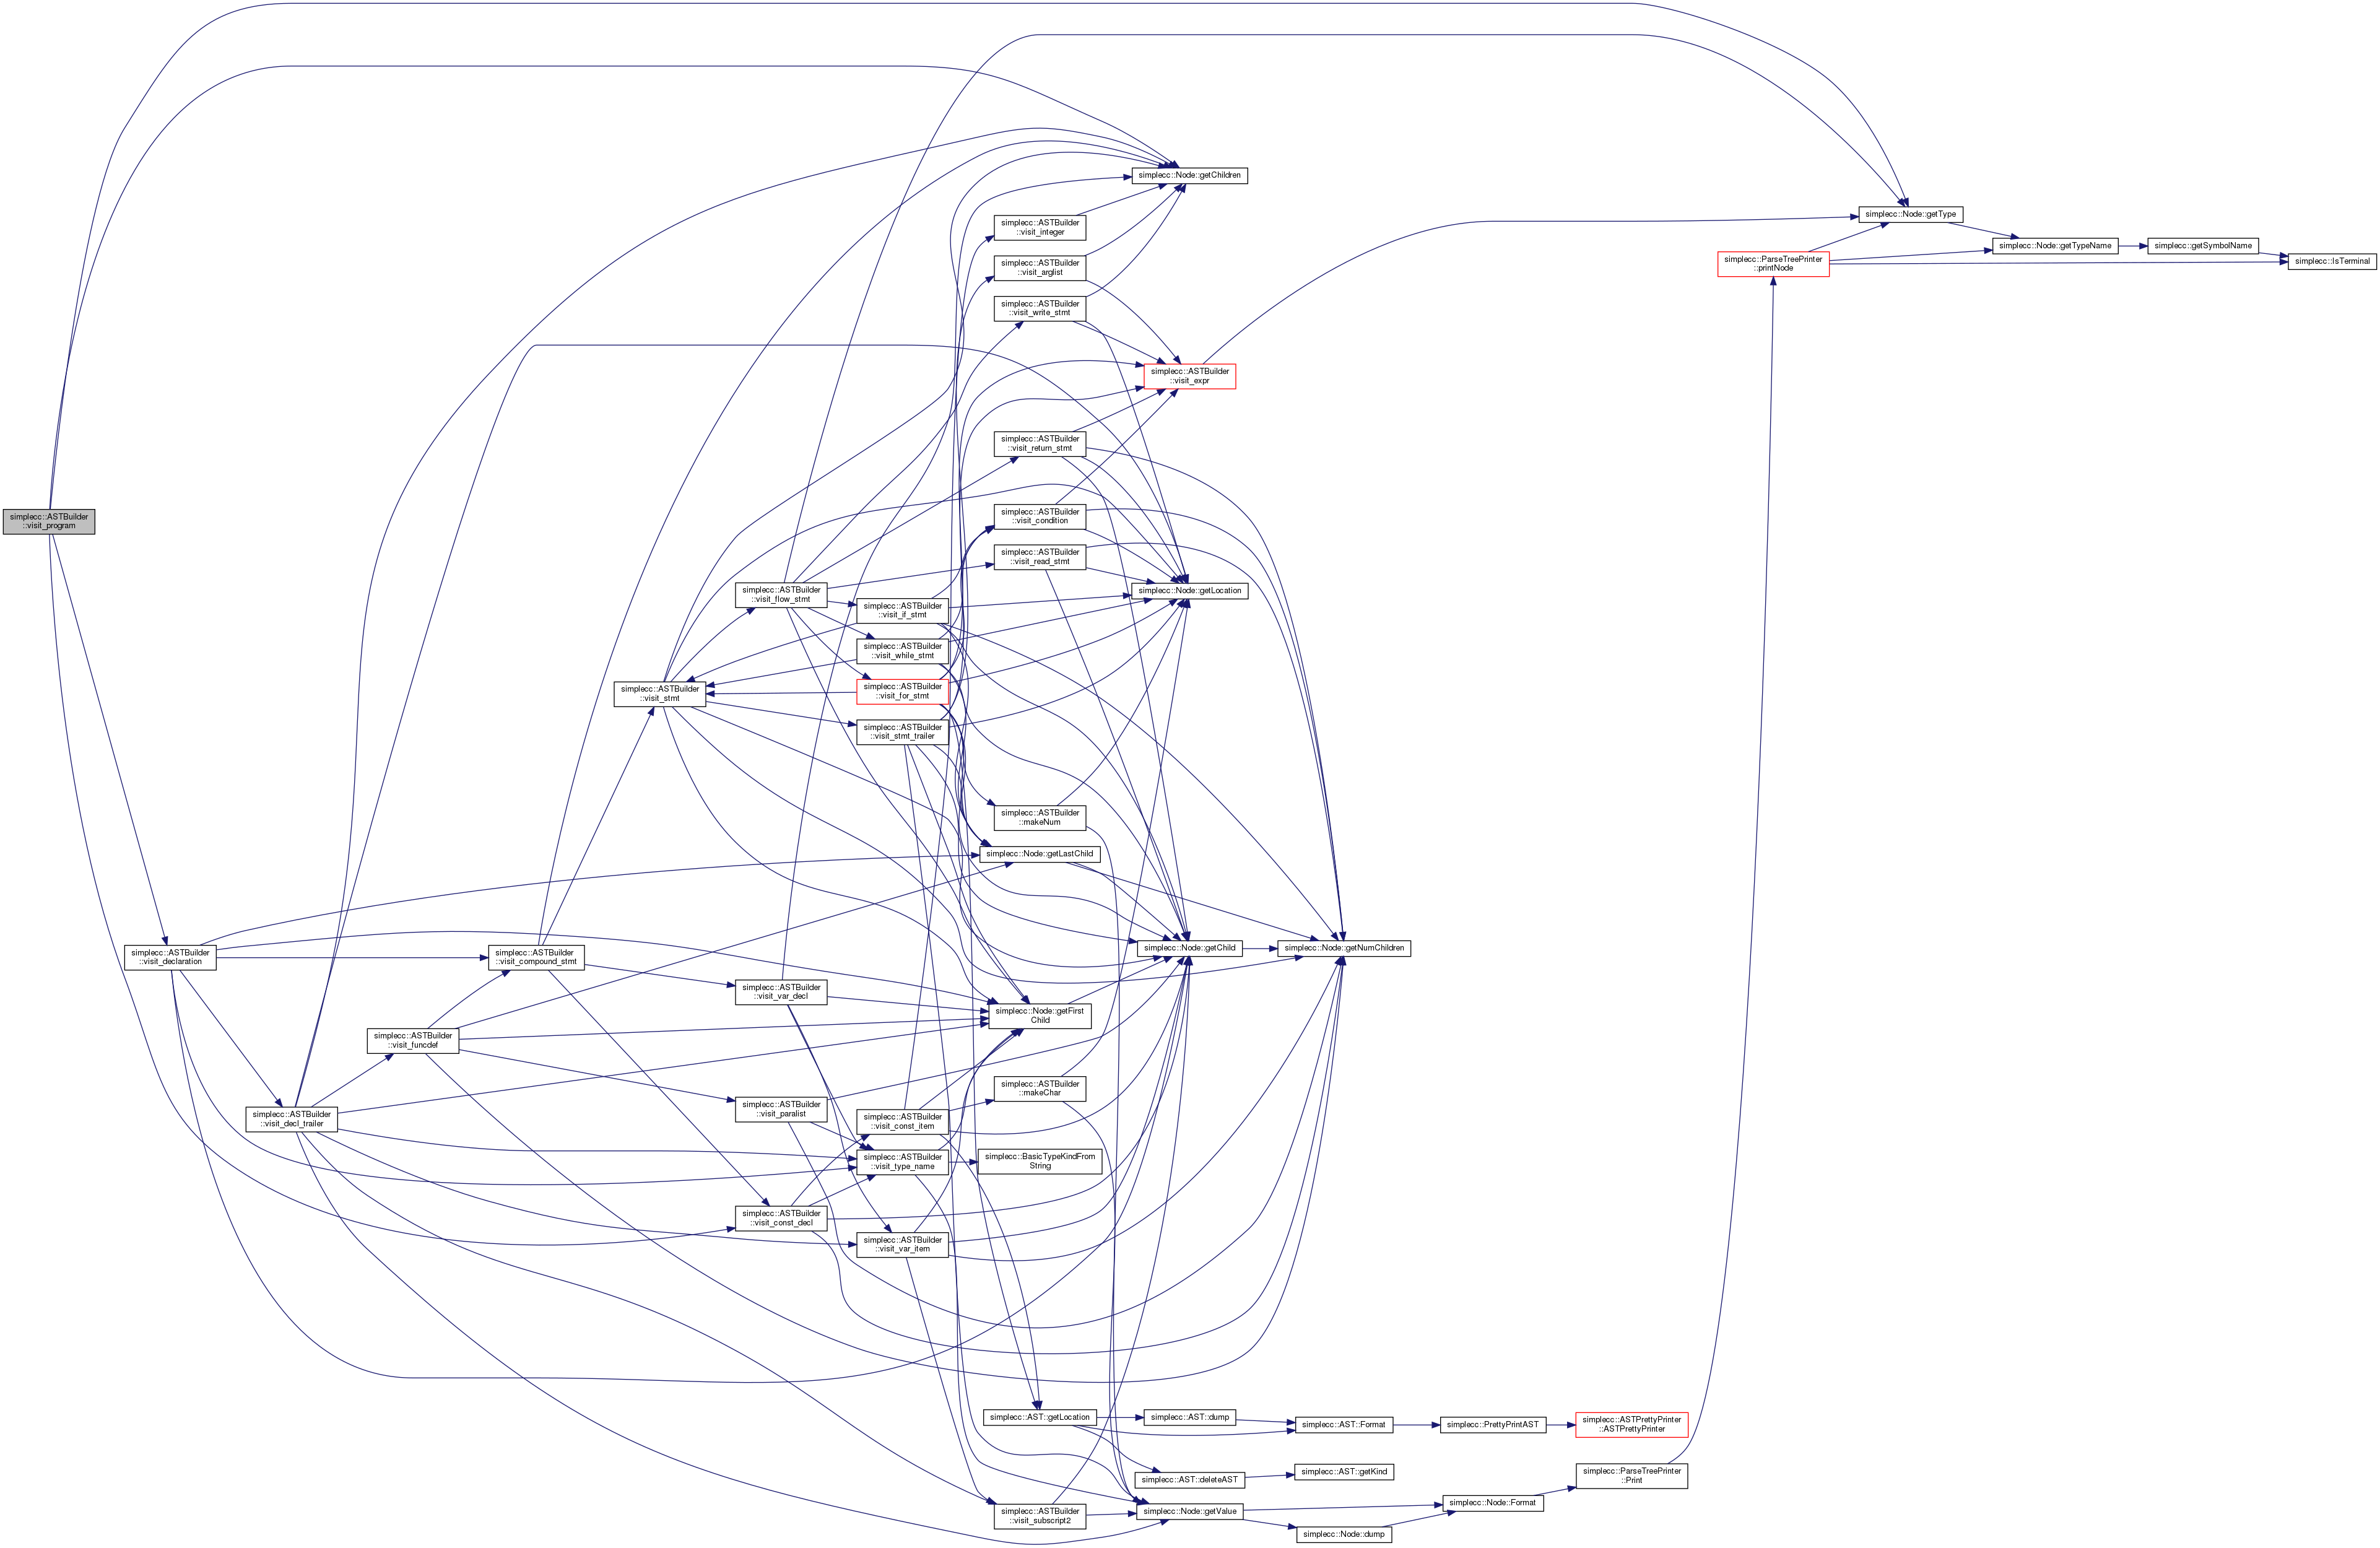 simplecc::ASTBuilder
::visit_program
simplecc::ASTBuilder
::visit_declaration
simplecc::ASTBuilder
::visit_decl_trailer
simplecc::ASTBuilder
::visit_funcdef
simplecc::ASTBuilder
::visit_compound_stmt
simplecc::ASTBuilder
::visit_stmt
simplecc::ASTBuilder
::visit_flow_stmt
simplecc::ASTBuilder
::visit_var_decl
simplecc::ASTBuilder
::visit_paralist
simplecc::ASTBuilder
::visit_const_decl
simplecc::ASTBuilder
::visit_if_stmt
simplecc::ASTBuilder
::visit_while_stmt
simplecc::ASTBuilder
::visit_for_stmt
simplecc::ASTBuilder
::visit_stmt_trailer
simplecc::ASTBuilder
::visit_const_item
simplecc::ASTBuilder
::visit_type_name
simplecc::ASTBuilder
::visit_var_item
simplecc::ASTBuilder
::visit_integer
simplecc::ASTBuilder
::visit_arglist
simplecc::ASTBuilder
::visit_write_stmt
simplecc::ASTBuilder
::visit_return_stmt
simplecc::ASTBuilder
::visit_condition
simplecc::ASTBuilder
::visit_read_stmt
simplecc::ASTBuilder
::makeNum
simplecc::Node::getLastChild
simplecc::Node::getFirst
Child
simplecc::ASTBuilder
::makeChar
simplecc::BasicTypeKindFrom
String
simplecc::AST::getLocation
simplecc::ASTBuilder
::visit_subscript2
simplecc::Node::getChildren
simplecc::ASTBuilder
::visit_expr
simplecc::Node::getLocation
simplecc::Node::getChild
simplecc::AST::dump
simplecc::AST::deleteAST
simplecc::Node::getValue
simplecc::Node::getNumChildren
simplecc::AST::Format
simplecc::AST::getKind
simplecc::Node::dump
simplecc::PrettyPrintAST
simplecc::Node::Format
simplecc::ASTPrettyPrinter
::ASTPrettyPrinter
simplecc::ParseTreePrinter
::Print
simplecc::ParseTreePrinter
::printNode
simplecc::Node::getType
simplecc::Node::getTypeName
simplecc::getSymbolName
simplecc::IsTerminal